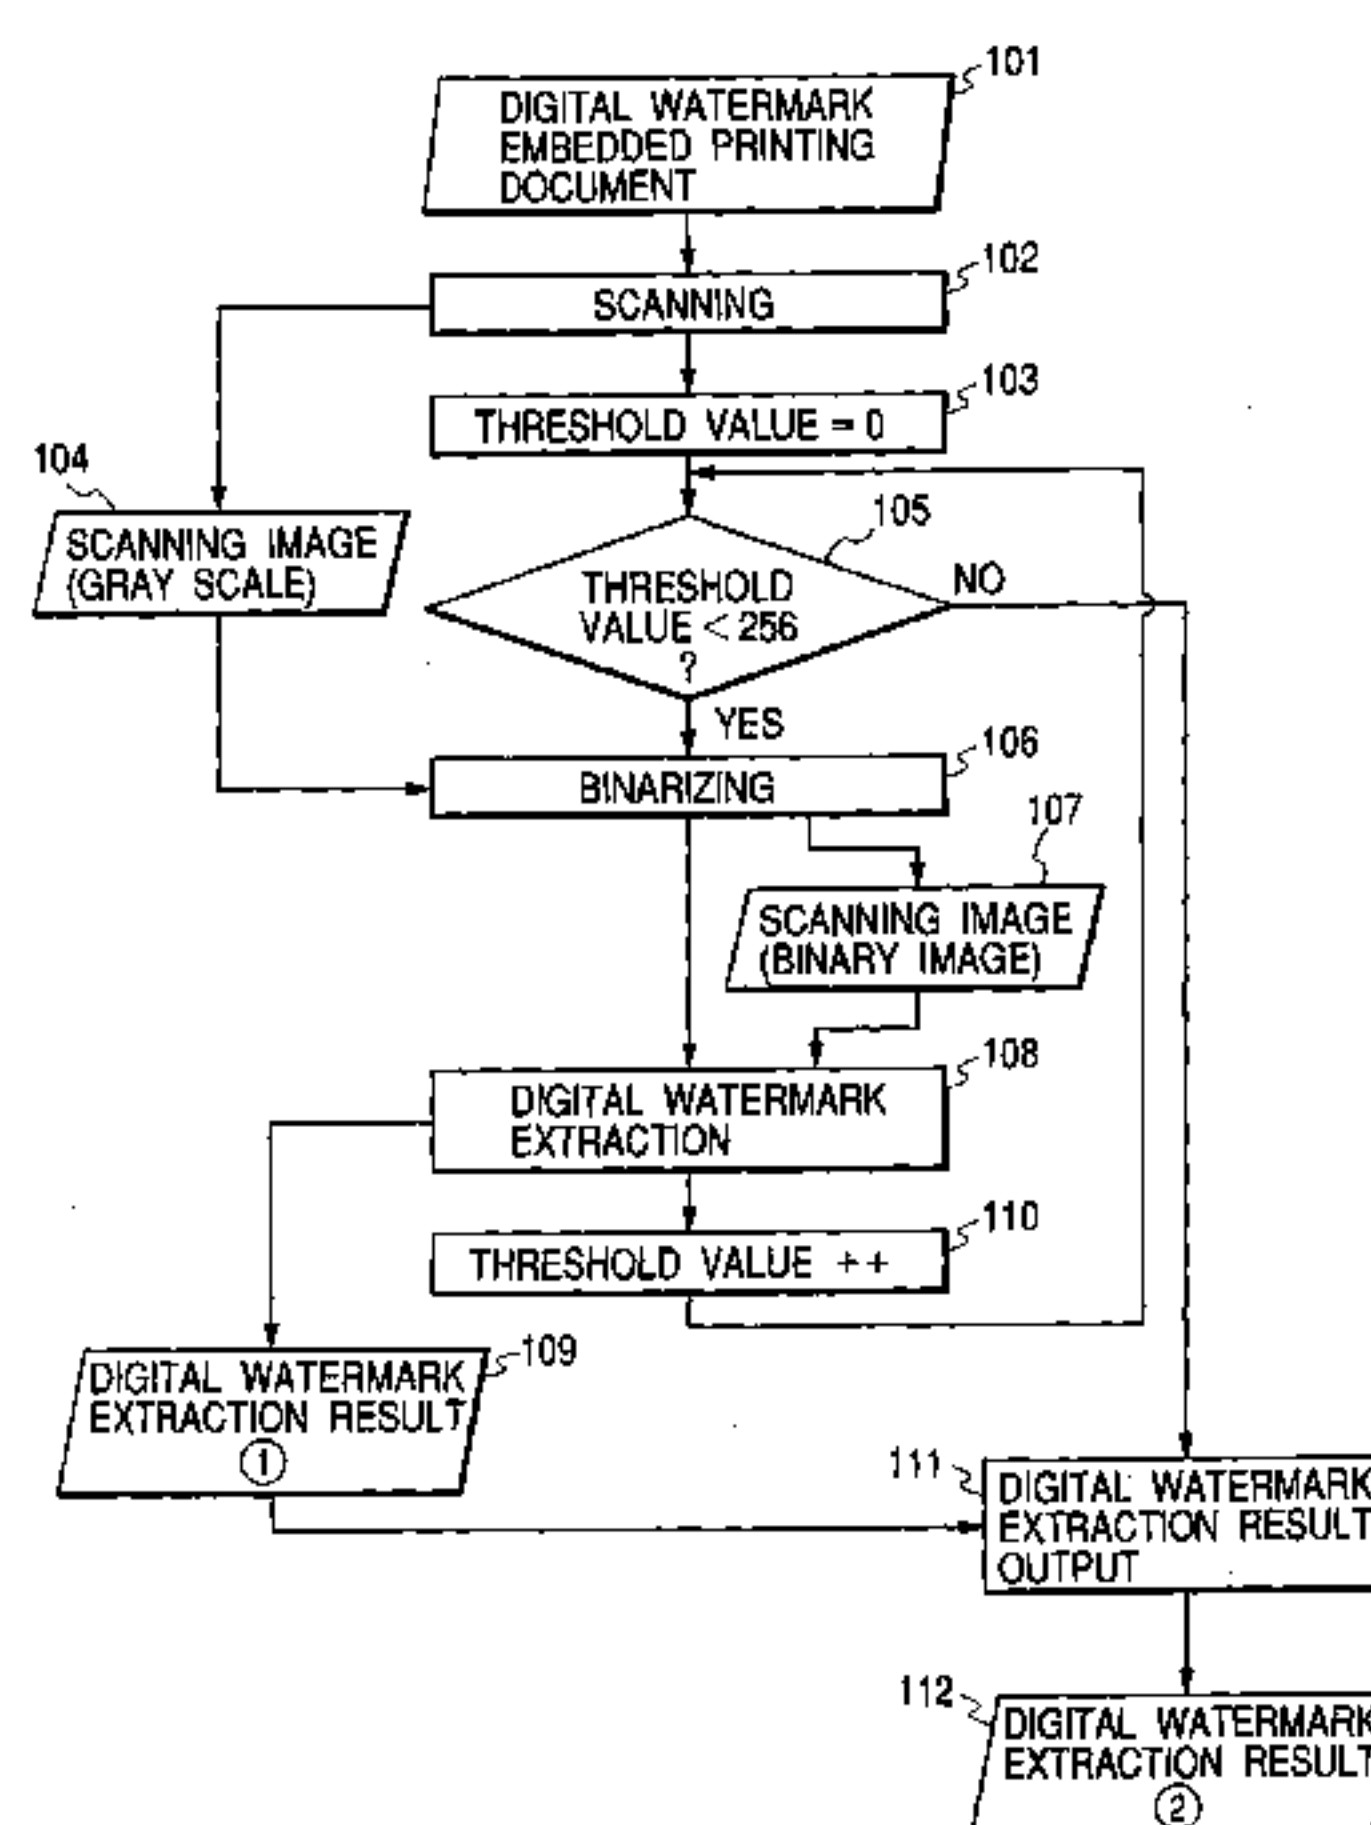 101
DIGITAL WATERMARK
EMBEDDED PRINTING
DOCUMENT
102
SCANNING
103
THRESHOLD VALUE = 0
104
SCANNING IMAGE
(GRAY SCALE)
105
THRESHOLD
VALUE < 256
?
NO
YES
106
BINARIZING
107
SCANNING IMAGE
(BINARY IMAGE)
108
DIGITAL WATERMARK
EXTRACTION
110
THRESHOLD VALUE ++
109
DIGITAL WATERMARK
EXTRACTION RESULT
①
111
DIGITAL WATERMARK
EXTRACTION RESULT
OUTPUT
112
DIGITAL WATERMARK
EXTRACTION RESULT
②